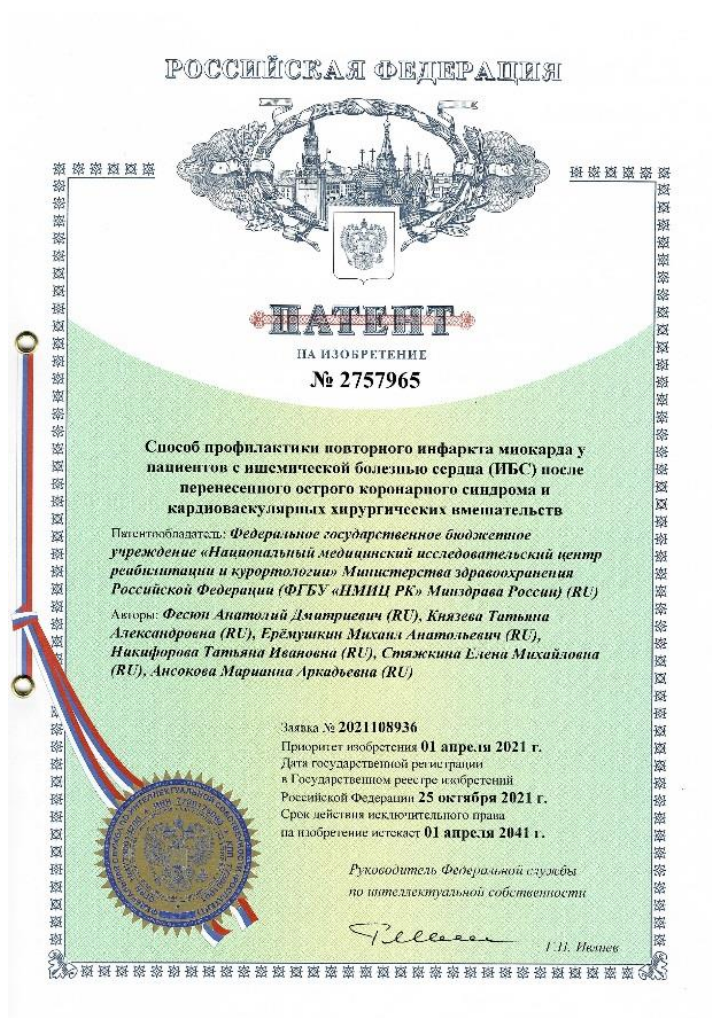 РОССИЙСКАЯ ФЕДЕРАЦИЯ
ПАТЕНТ
НА ИЗОБРЕТЕНИЕ
№ 2757965
Способ профилактики повторного инфаркта миокарда у
пациентов с ишемической болезнью сердца (ИБС) после
перенесенного острого коронарного синдрома и
кардиоваскулярных хирургических вмешательств
Патентообладатель: Федеральное государственное бюджетное
учреждение «Национальный медицинский исследовательский центр
реабилитации и курортологии» Министерства здравоохранения
Российской Федерации (ФГБУ «НМИЦ РК» Минздрава России) (RU)
Авторы: Фесюн Анатолий Дмитриевич (RU), Князева Татьяна
Александровна (RU), Ерёмушкин Михаил Анатольевич (RU),
Никифорова Татьяна Ивановна (RU), Стяжкина Елена Михайловна
(RU), Ансокова Марианна Аркадьевна (RU)
Заявка № 2021108936
Приоритет изобретения 01 апреля 2021 г.
Дата государственной регистрации
в Государственном реестре изобретений
Российской Федерации 25 октября 2021 г.
Срок действия исключительного права
на изобретение истекает 01 апреля 2041 г.
Руководитель Федеральной службы
по интеллектуальной собственности
Г.П. Ивлиев